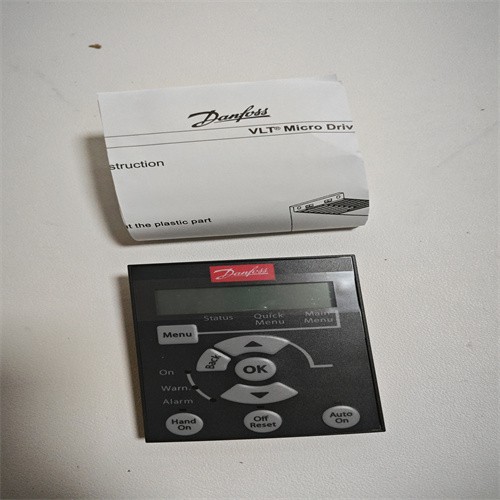 Danfoss
VLT® Micro Driv
struction
t the plastic part
Danfoss
Status Quick Menu Main Menu
Menu
Back
OK
On
Warn.
Alarm
Hand On
Off Reset
Auto On